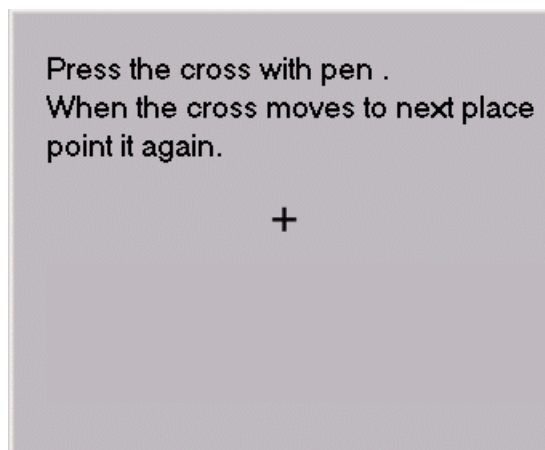 Press the cross with pen .
When the cross moves to next place
point it again.